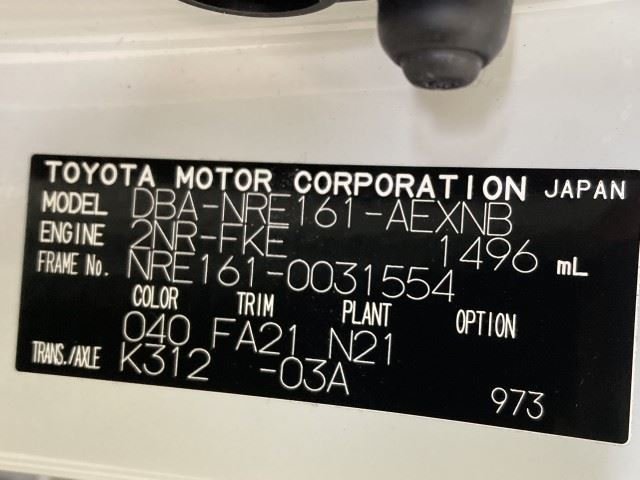 TOYOTA MOTOR CORPORATION JAPAN
MODEL DBA-NRE161-AEXNB
ENGINE 2NR-FKE 1496 mL
FRAME No. NRE161-0031554
COLOR TRIM PLANT OPTION
040 FA21 N21
TRANS./AXLE K312 -03A
973